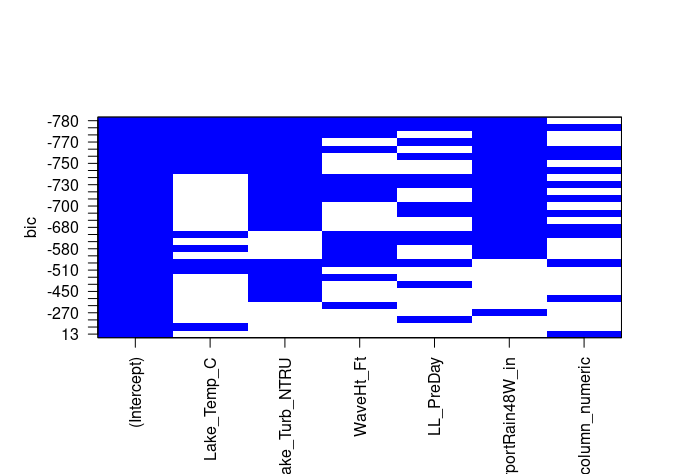 bic
-780
-770
-750
-730
-700
-680
-580
-510
-450
-270
13
(Intercept)
Lake_Temp_C
ake_Turb_NTRU
WaveHt_Ft
LL_PreDay
portRain48W_in
column_numeric